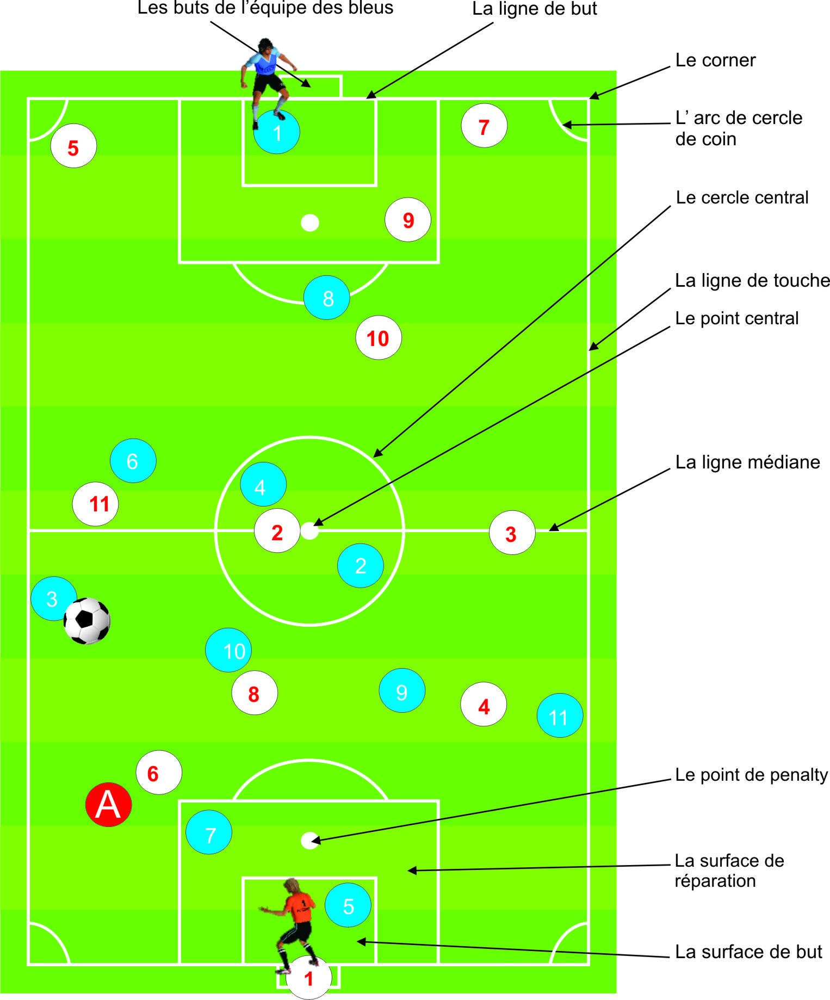 Les buts de l’équipe des bleus
La ligne de but
Le corner
L’ arc de cercle
de coin
5
1
7
Le cercle central
9
La ligne de touche
8
Le point central
10
6
La ligne médiane
4
11
2
3
2
3
10
8
9
4
11
6
Le point de penalty
A
7
La surface de
réparation
1
5
La surface de but
1